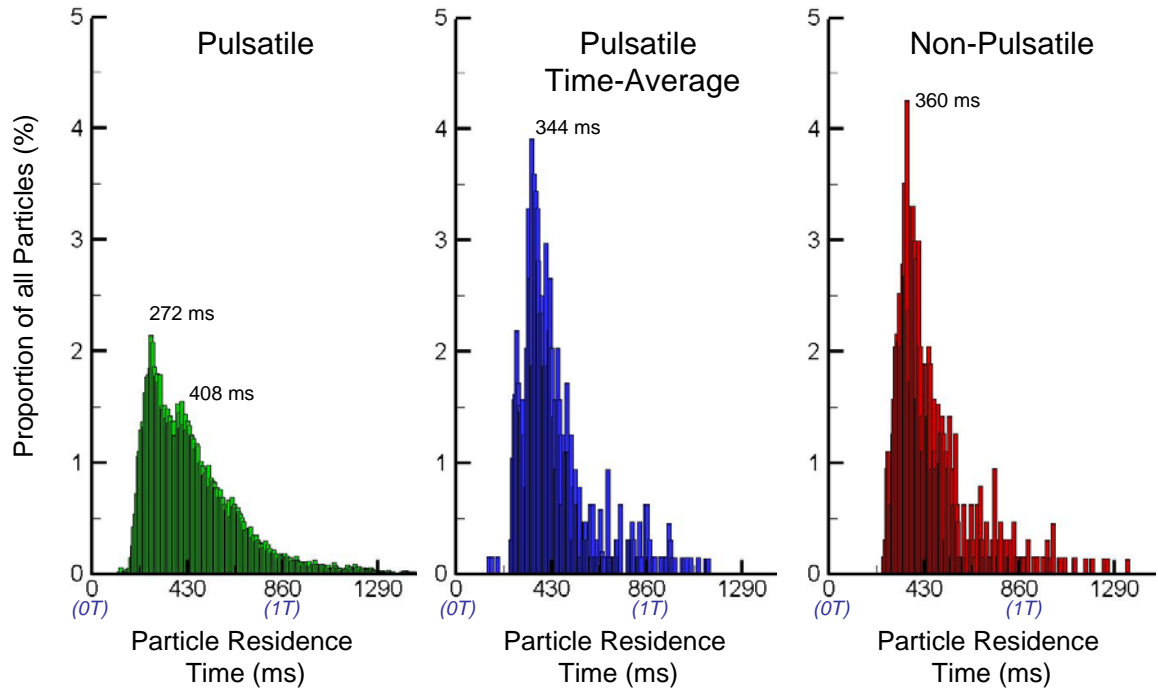 Proportion of all Particles (%)
Pulsatile
5
4
3
2
1
0
272 ms
408 ms
0 430 860 1290
(0T) (1T)
Particle Residence
Time (ms)
Pulsatile
Time-Average
5
4
3
2
1
0
344 ms
0 430 860 1290
(0T) (1T)
Particle Residence
Time (ms)
Non-Pulsatile
5
4
3
2
1
0
360 ms
0 430 860 1290
(0T) (1T)
Particle Residence
Time (ms)